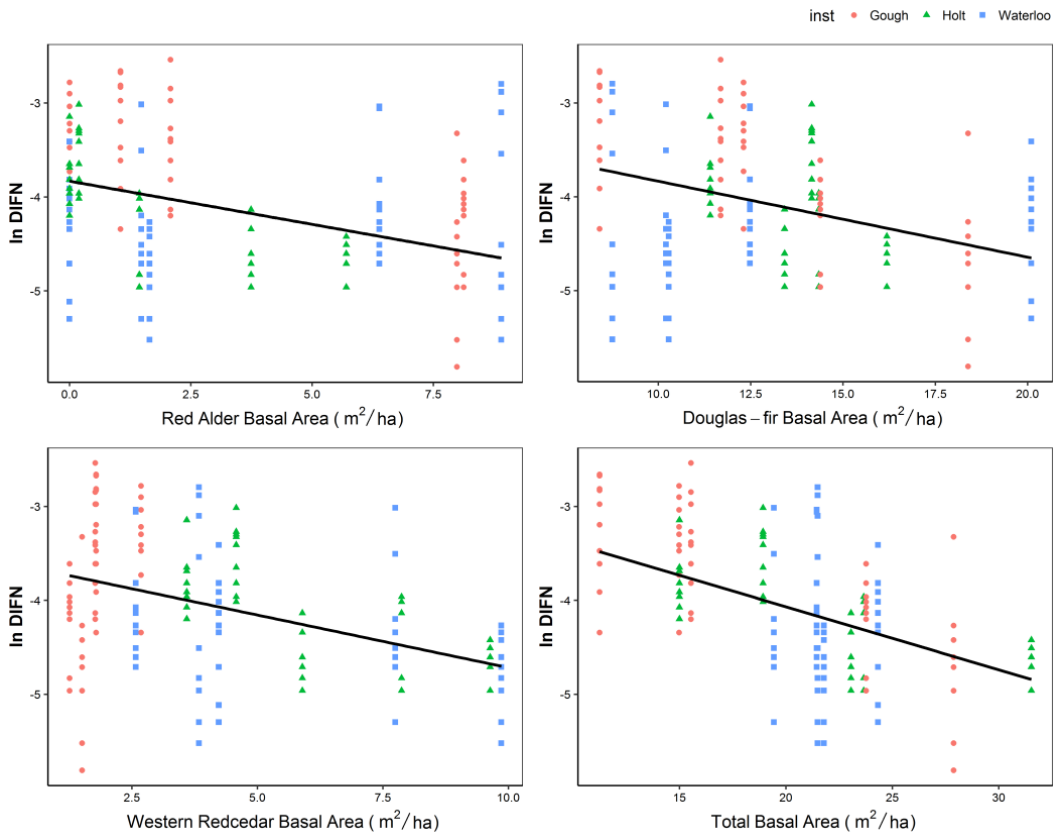 inst Gough Holt Waterloo
ln DIFN
-3
-4
-5
0.0 2.5 5.0 7.5
Red Alder Basal Area ( m²/ha)
ln DIFN
-3
-4
-5
10.0 12.5 15.0 17.5 20.0
Douglas–fir Basal Area ( m²/ha)
ln DIFN
-3
-4
-5
2.5 5.0 7.5 10.0
Western Redcedar Basal Area ( m²/ha)
ln DIFN
-3
-4
-5
15 20 25 30
Total Basal Area ( m²/ha)